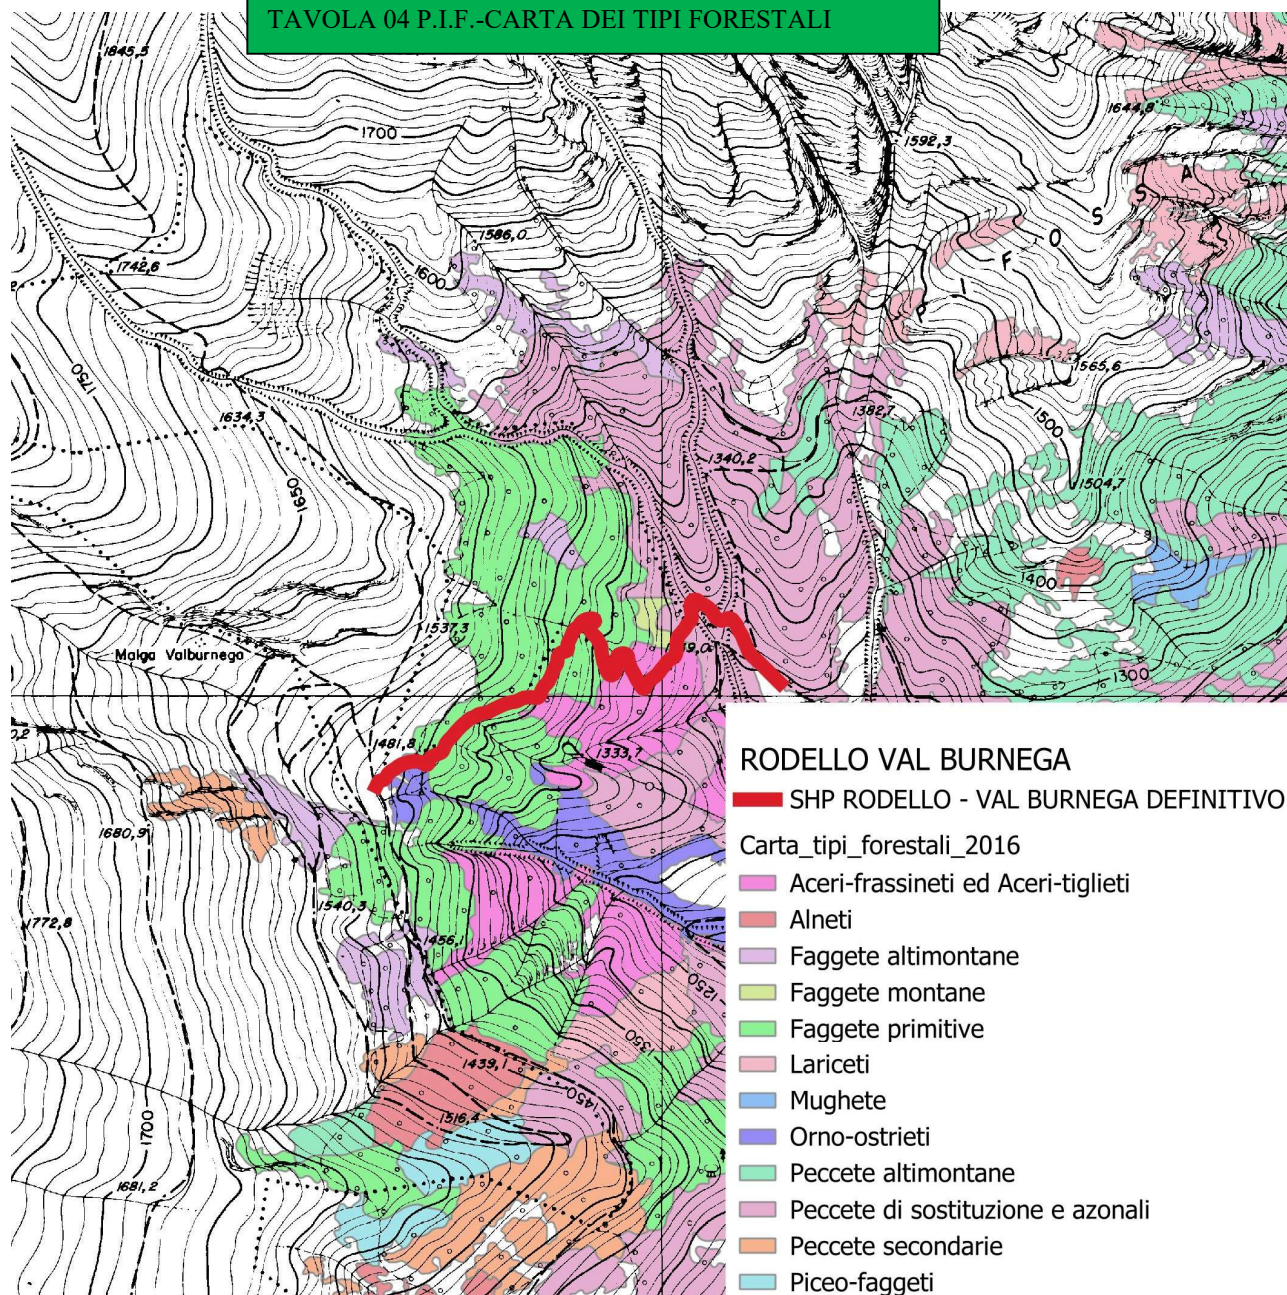 TAVOLA 04 P.I.F.-CARTA DEI TIPI FORESTALI
1845,5
1700
1592,3
1644,8
F O S S A
P I
1586,0
1600
1742,6
1750
1634,3
1565,6
1382,7
1500
1340,2
1650
1504,7
1400
1537,3
Malga Valburnega
1300
1481,8
1333,7
1680,9
1540,3
1772,8
1456,1
1250
1350
1439,1
1450
1516,4
1700
1681,2
RODELLO VAL BURNEGA
SHP RODELLO - VAL BURNEGA DEFINITIVO
Carta_tipi_forestali_2016
Aceri-frassineti ed Aceri-tiglieti
Alneti
Faggete altimontane
Faggete montane
Faggete primitive
Lariceti
Mughete
Orno-ostrieti
Peccete altimontane
Peccete di sostituzione e azonali
Peccete secondarie
Piceo-faggeti